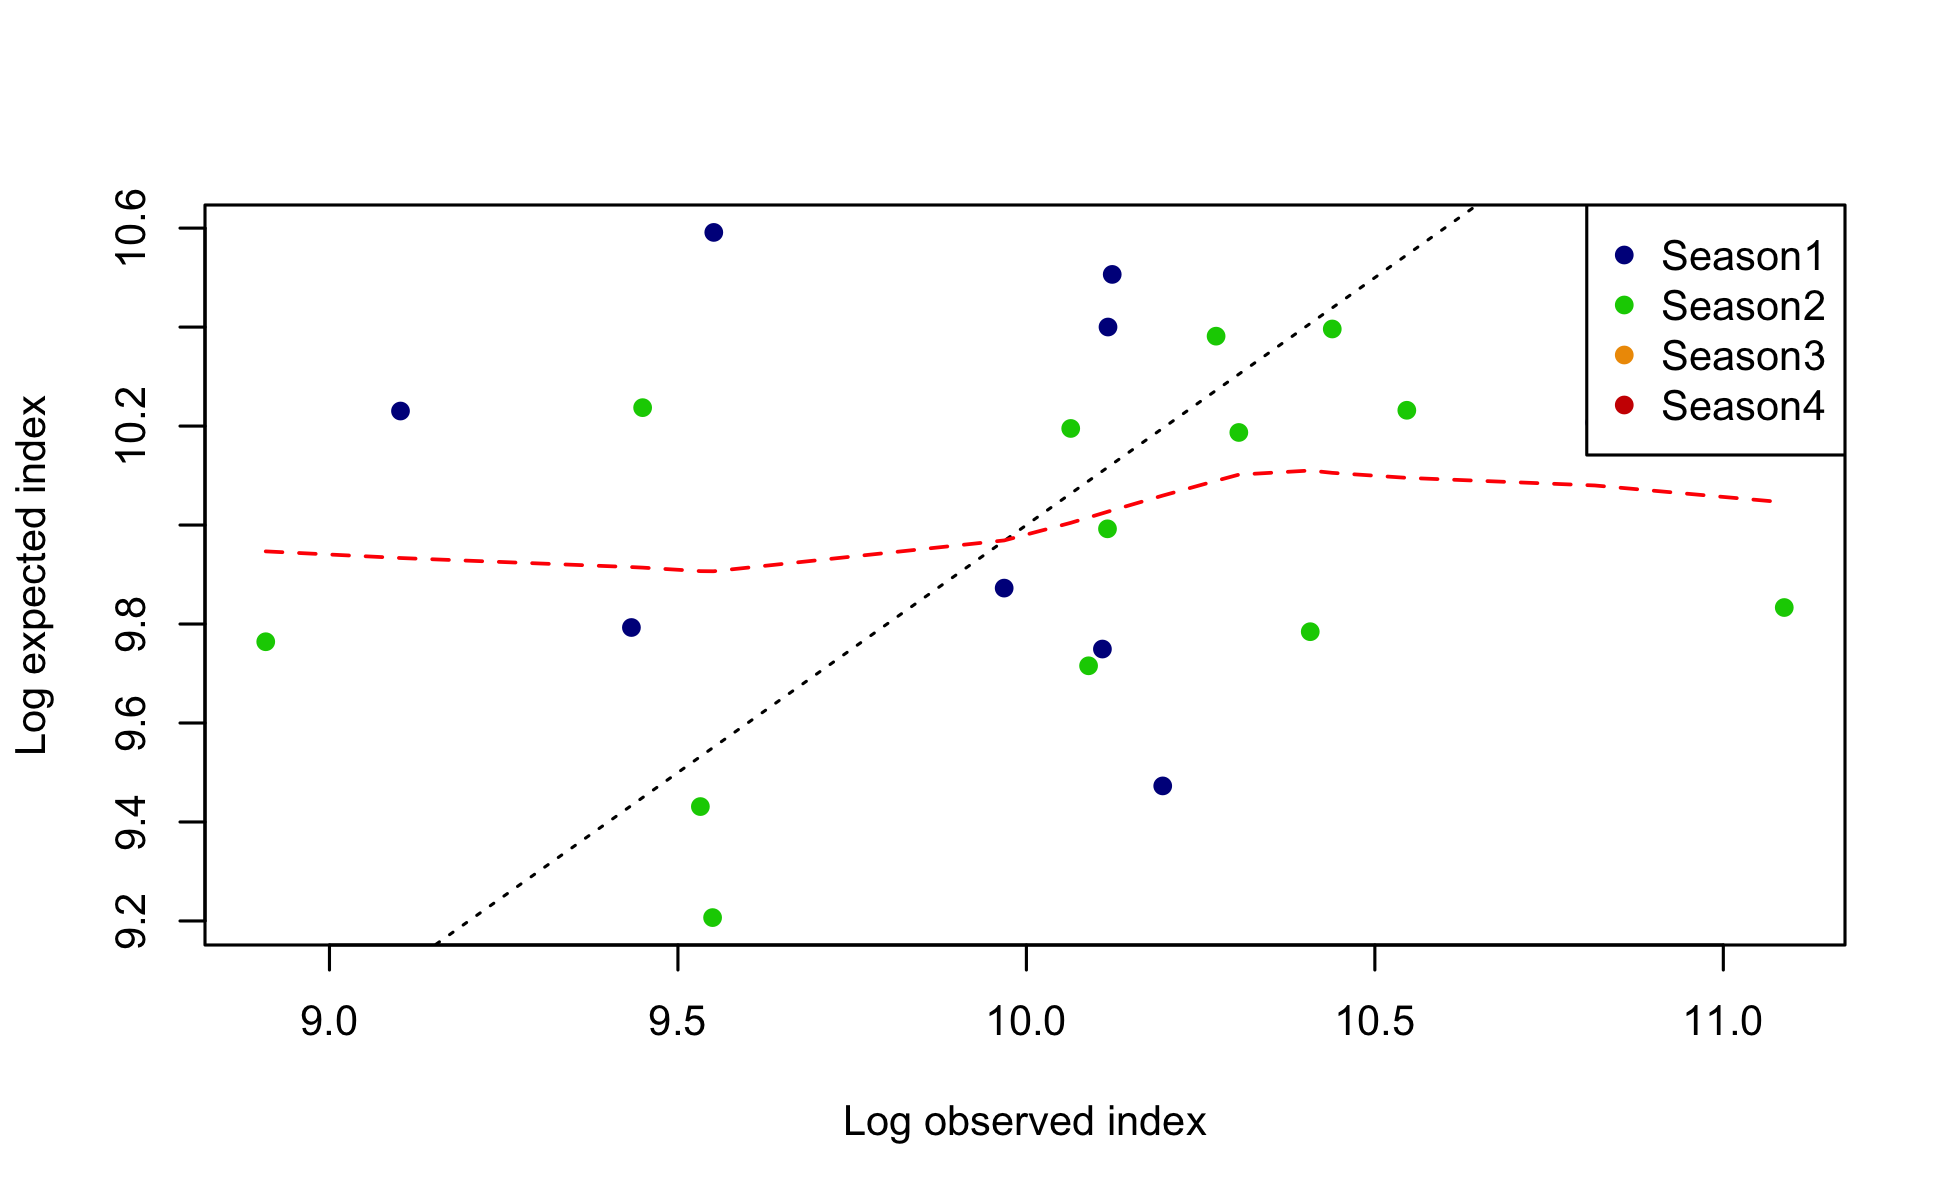 Log expected index
10.6
10.2
9.8
9.6
9.4
9.2
Season1
Season2
Season3
Season4
9.0 9.5 10.0 10.5 11.0
Log observed index